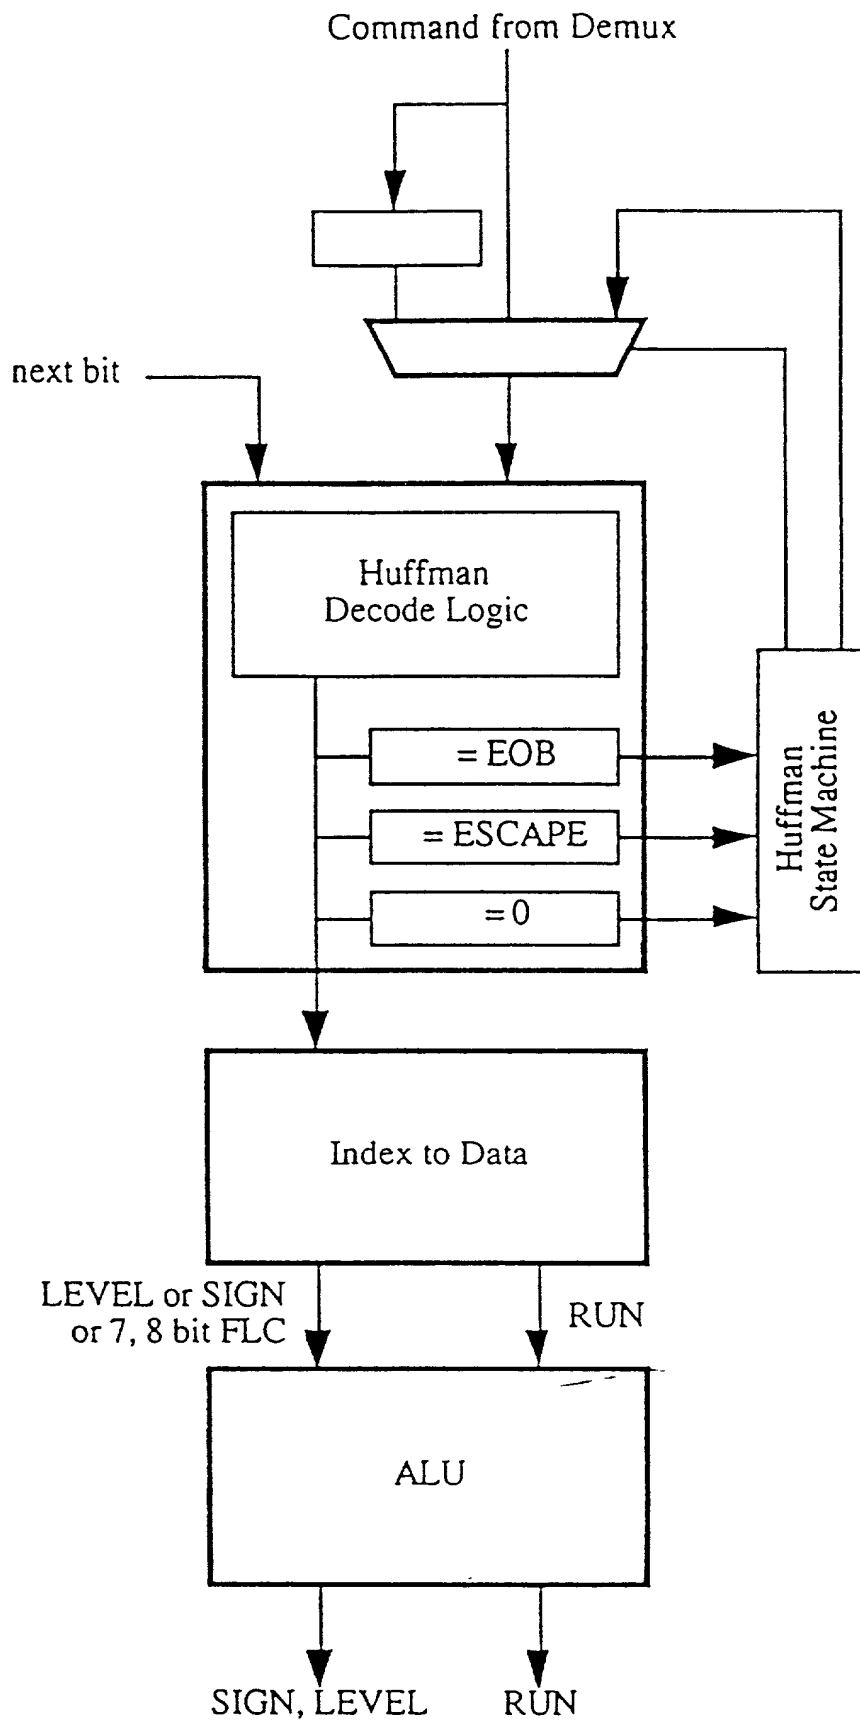 Command from Demux
next bit
Huffman
Decode Logic
= EOB
= ESCAPE
= 0
Huffman
State Machine
Index to Data
LEVEL or SIGN
or 7, 8 bit FLC
RUN
ALU
SIGN, LEVEL
RUN